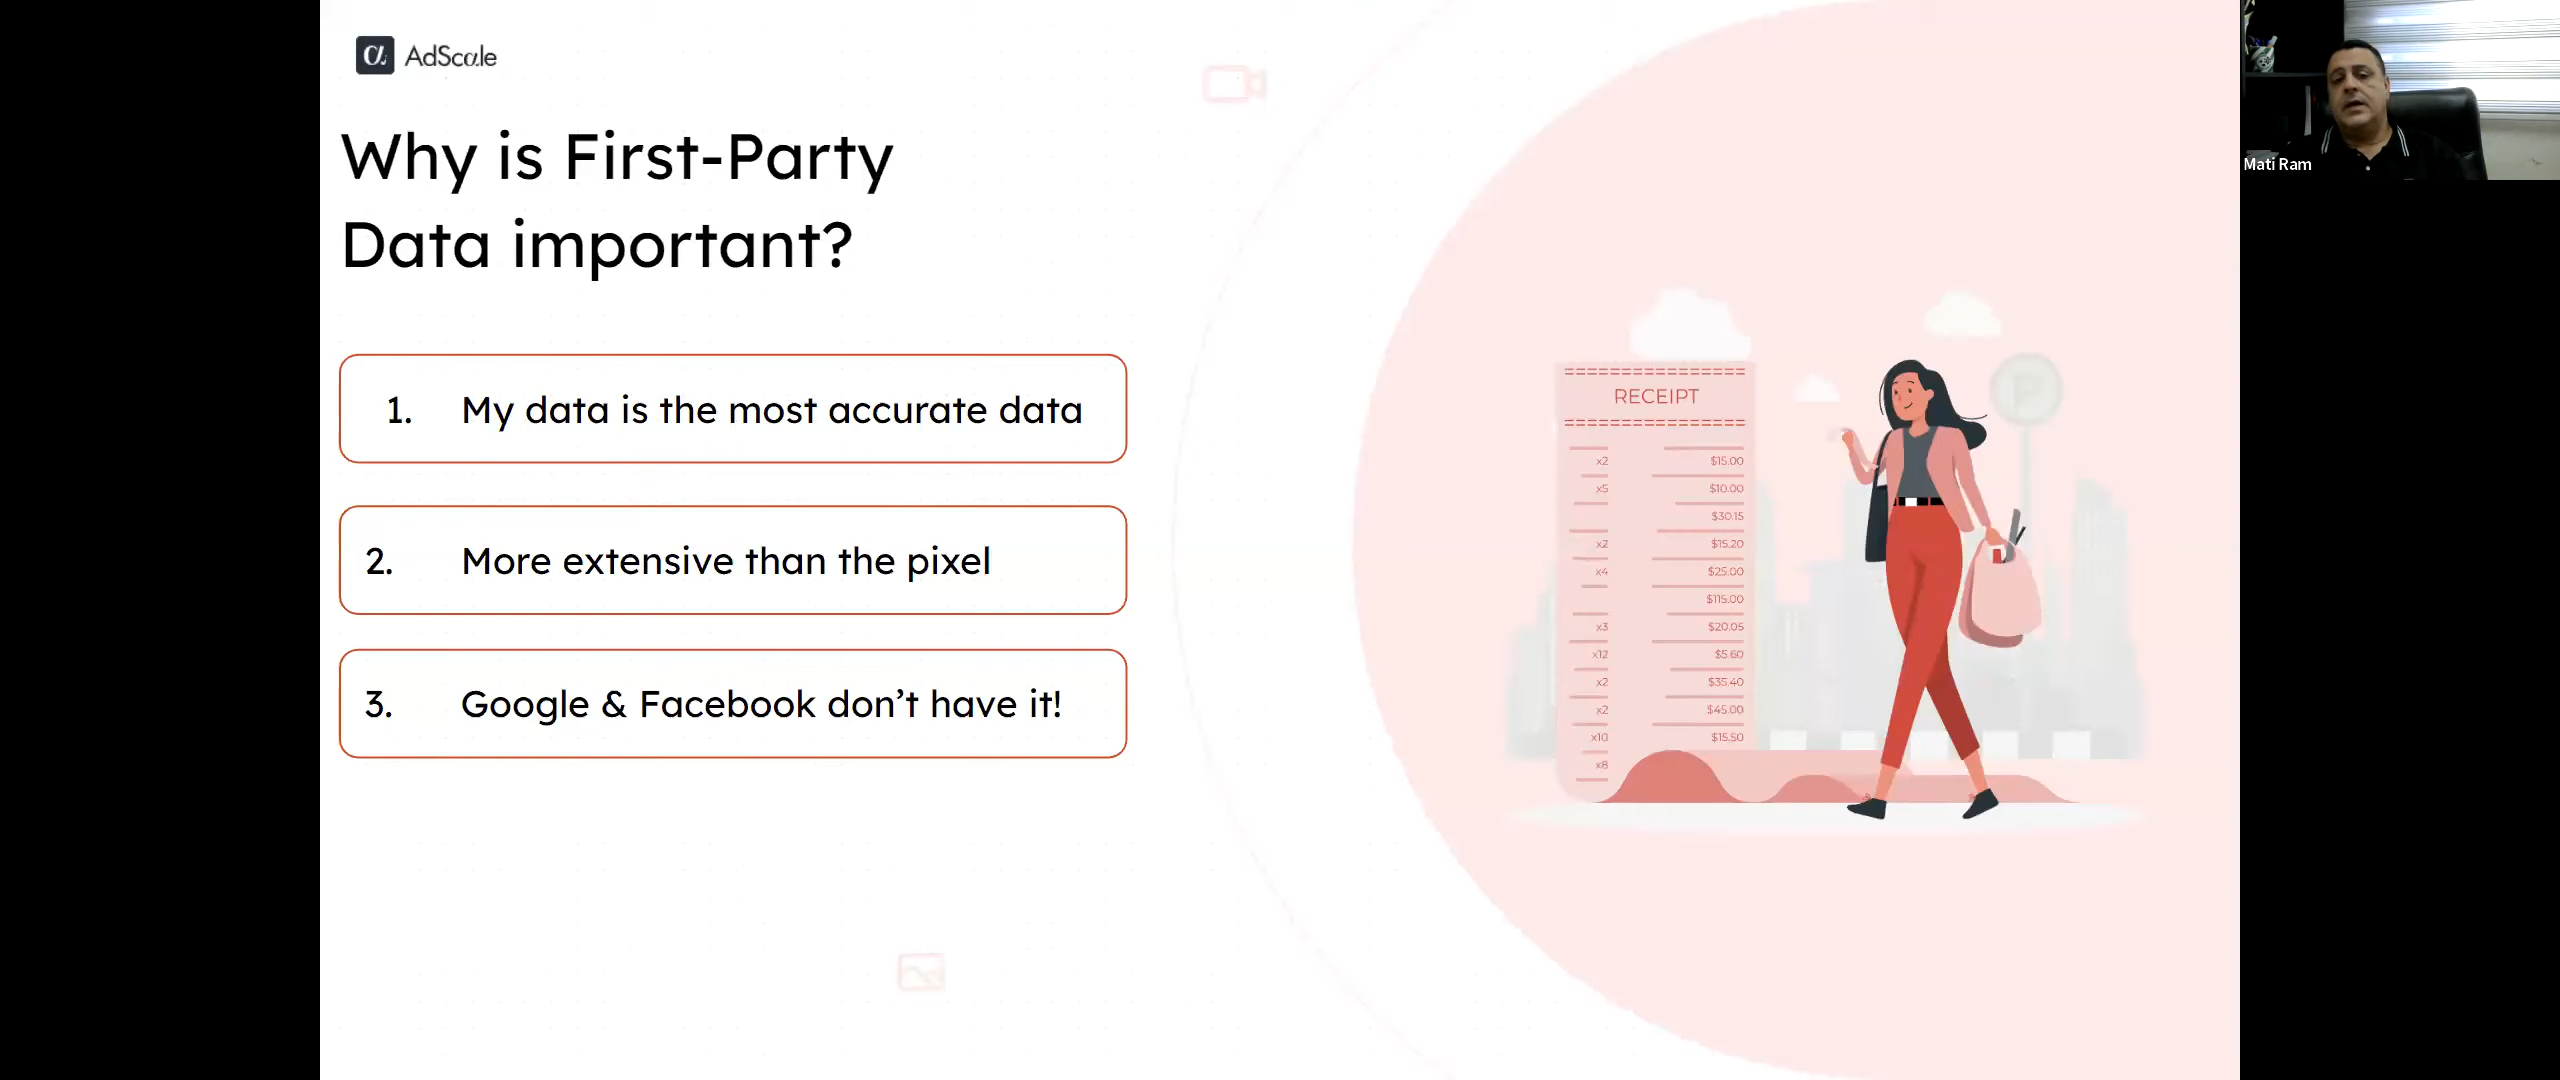 AdScale
Why is First-Party
Data important?
1. My data is the most accurate data
2. More extensive than the pixel
3. Google & Facebook don’t have it!
RECEIPT
x2 $15.00
x5 $10.00
$30.15
x2 $15.20
x4 $25.00
$115.00
x3 $20.05
x12 $5.60
x2 $35.40
x2 $45.00
x10 $15.50
x8
P
Mati Ram